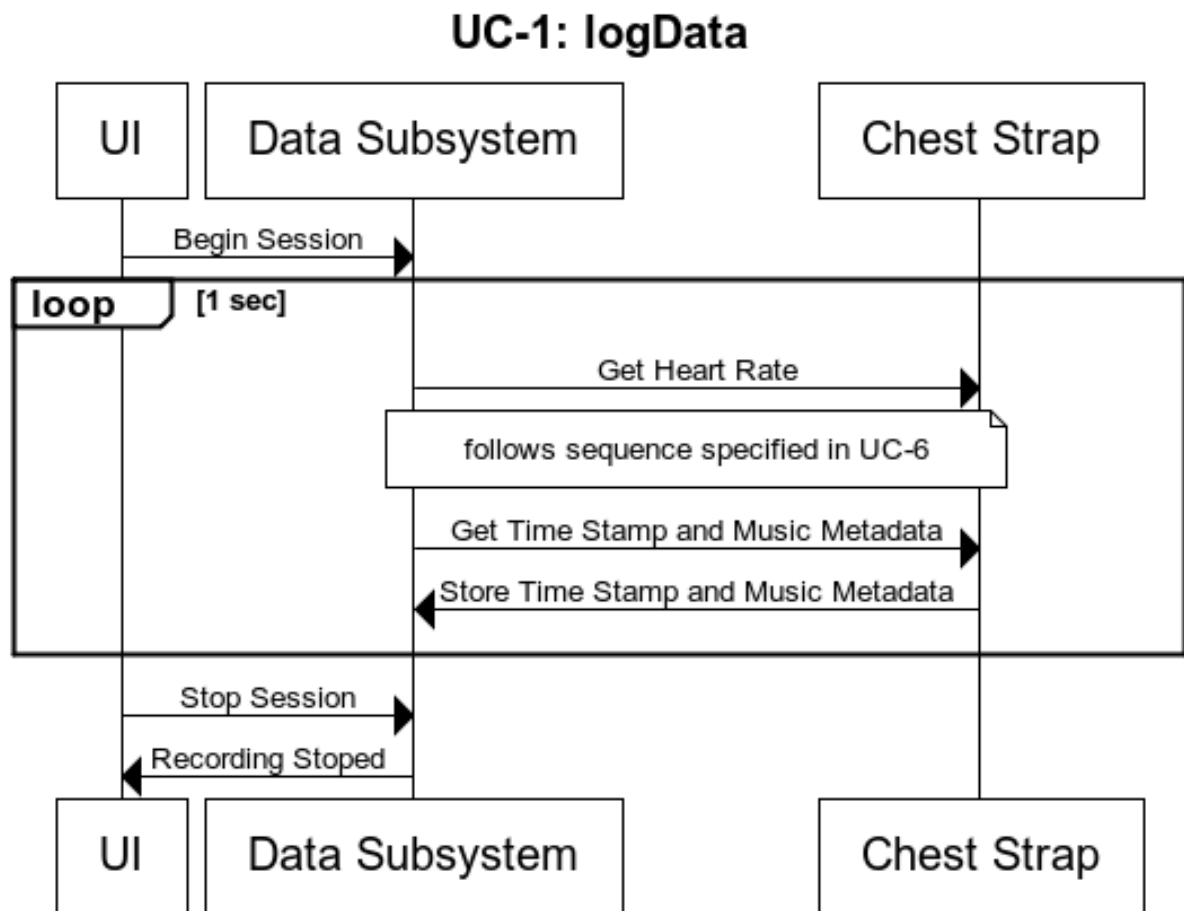 UC-1: logData
UI
Data Subsystem
Chest Strap
Begin Session
loop
[1 sec]
Get Heart Rate
follows sequence specified in UC-6
Get Time Stamp and Music Metadata
Store Time Stamp and Music Metadata
Stop Session
Recording Stoped
UI
Data Subsystem
Chest Strap